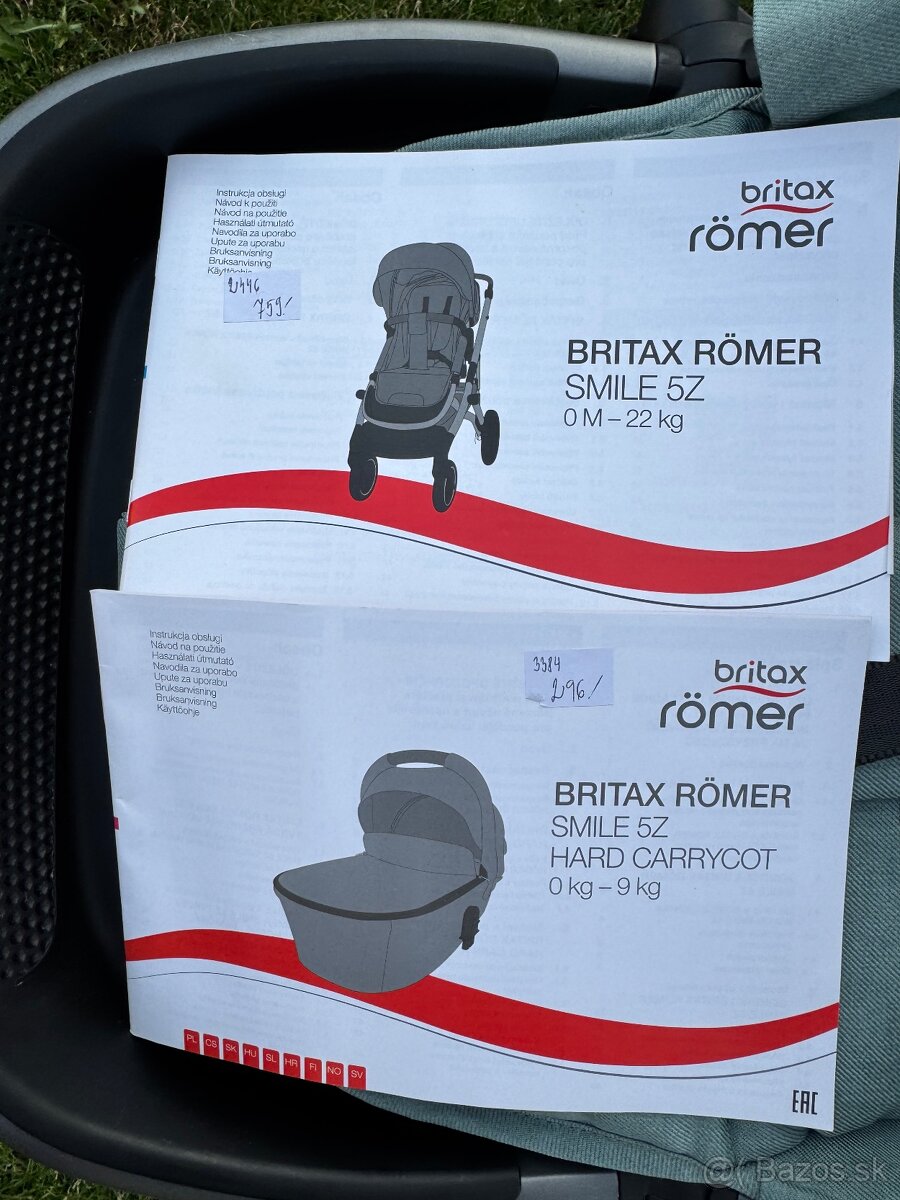 Instrukcja obsługi
Návod k použití
Návod na použitie
Használati útmutató
Navodila za uporabo
Upute za uporabu
Bruksanvisning
Bruksanvisning
Käyttöohje
2446
759.-
britax
römer
BRITAX RÖMER
SMILE 5Z
0 M – 22 kg
Instrukcja obsługi
Návod na použitie
Használati útmutató
Navodila za uporabo
Upute za uporabu
Bruksanvisning
Bruksanvisning
Käyttöohje
3384
296.-
britax
römer
BRITAX RÖMER
SMILE 5Z
HARD CARRYCOT
0 kg – 9 kg
PL CS SK HU SL HR FI NO SV
EAC
@( Bazos.sk